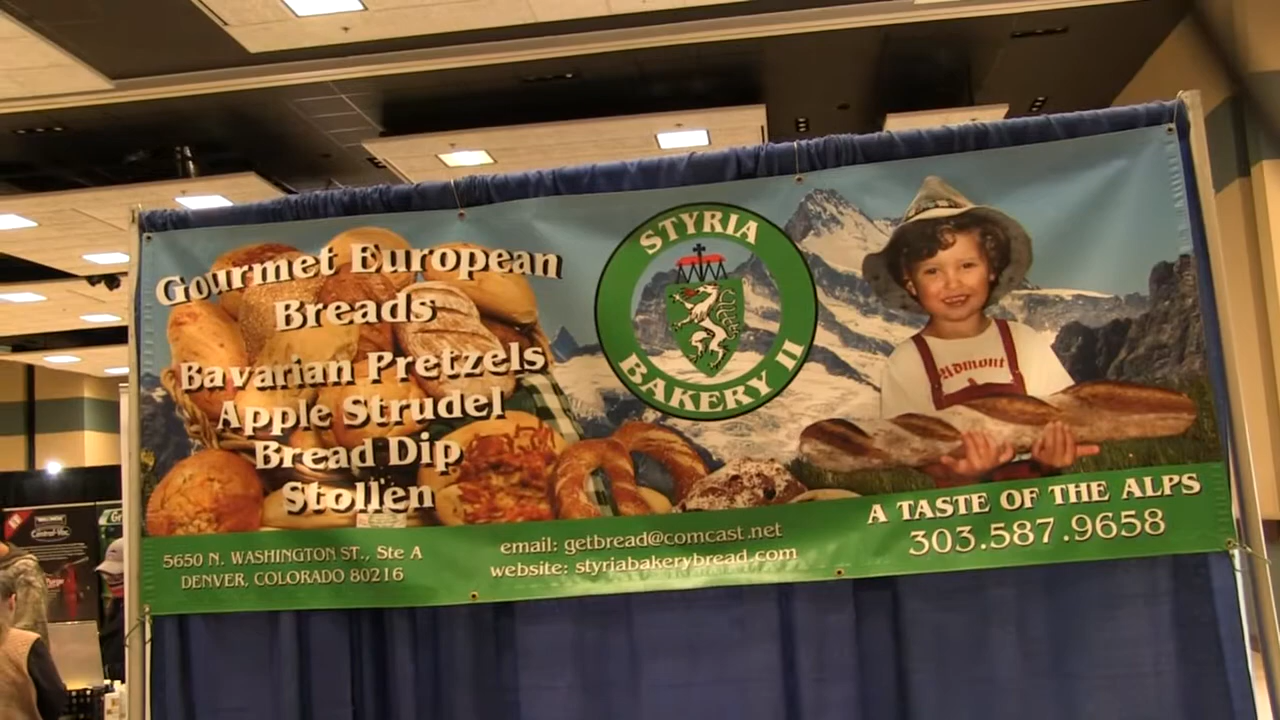 Gourmet European
Breads
Bavarian Pretzels
Apple Strudel
Bread Dip
Stollen
STYRIA
BAKERY II
Admont
A TASTE OF THE ALPS
303.587.9658
5650 N. WASHINGTON ST., Ste A
DENVER, COLORADO 80216
email: getbread@comcast.net
website: styriabakerybread.com